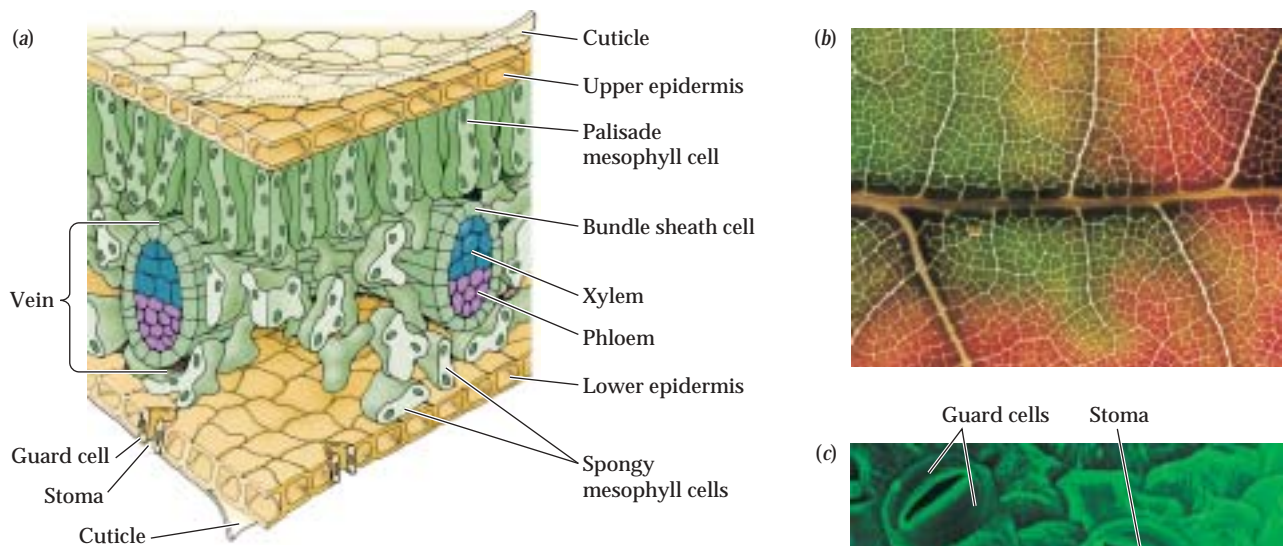 (a)
Cuticle
Upper epidermis
Palisade
mesophyll cell
Bundle sheath cell
Vein
Xylem
Phloem
Lower epidermis
Guard cell
Stoma
Spongy
mesophyll cells
Cuticle
(b)
Guard cells
Stoma
(c)